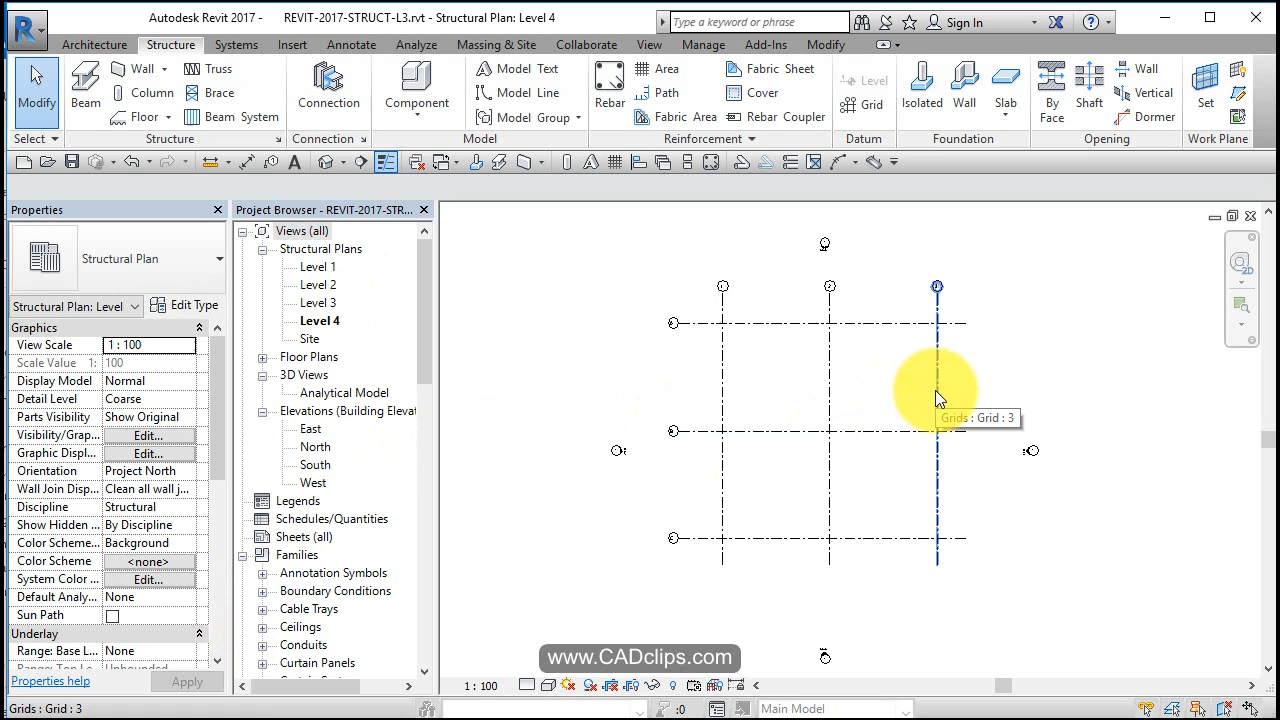 Autodesk Revit 2017 - REVIT-2017-STRUCT-L3.rvt - Structural Plan: Level 4
Type a keyword or phrase
Sign In
Architecture Structure Systems Insert Annotate Analyze Massing & Site Collaborate View Manage Add-Ins Modify
Modify
Beam
Wall
Column
Floor
Truss
Brace
Beam System
Connection
Component
Model Text
Model Line
Model Group
Rebar
Area
Path
Fabric Area
Fabric Sheet
Cover
Rebar Coupler
Level
Grid
Isolated
Wall
Slab
By Face
Shaft
Wall
Vertical
Dormer
Set
Select Structure Connection Model Reinforcement Datum Foundation Opening Work Plane
Properties
Structural Plan
Structural Plan: Level
Edit Type
Graphics
View Scale 1 : 100
Scale Value 1: 100
Display Model Normal
Detail Level Coarse
Parts Visibility Show Original
Visibility/Grap... Edit...
Graphic Displ... Edit...
Orientation Project North
Wall Join Disp... Clean all wall j...
Discipline Structural
Show Hidden ... By Discipline
Color Scheme... Background
Color Scheme <none>
System Color ... Edit...
Default Analy... None
Sun Path
Underlay
Range: Base L... None
Properties help
Apply
Project Browser - REVIT-2017-STR...
Views (all)
Structural Plans
Level 1
Level 2
Level 3
Level 4
Site
Floor Plans
3D Views
Analytical Model
Elevations (Building Elevat
East
North
South
West
Legends
Schedules/Quantities
Sheets (all)
Families
Annotation Symbols
Boundary Conditions
Cable Trays
Ceilings
Conduits
Curtain Panels
2D
Grids : Grid : 3
www.CADclips.com
1 : 100
Grids : Grid : 3
:0
Main Model